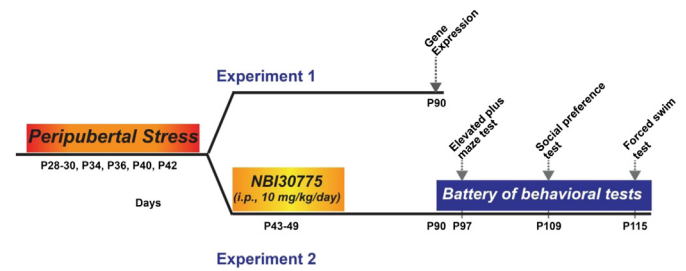 Gene
Expression
Experiment 1
P90
Peripubertal Stress
P28-30, P34, P36, P40, P42
Days
Elevated plus
maze test
Social preference
test
Forced swim
test
NBI30775
(i.p., 10 mg/kg/day)
Battery of behavioral tests
P43-49
P90 P97
P109
P115
Experiment 2